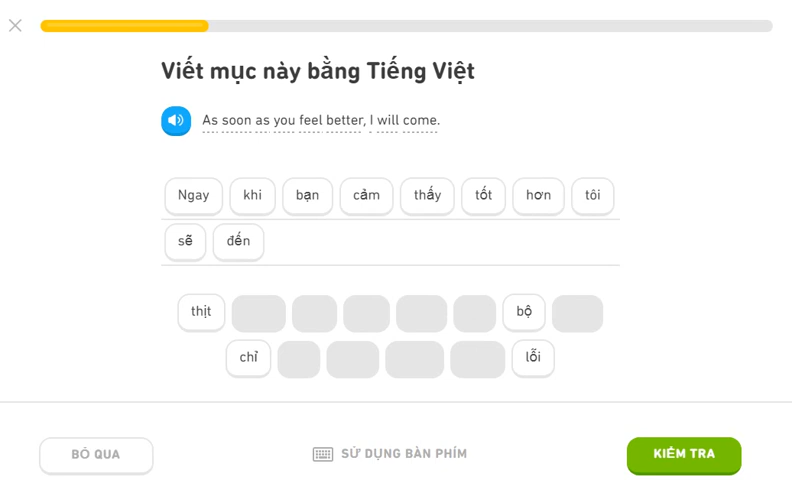 Viết mục này bằng Tiếng Việt
As soon as you feel better, I will come.
Ngay khi bạn cảm thấy tốt hơn tôi
sẽ đến
thịt bộ
chỉ lỗi
BỎ QUA SỬ DỤNG BÀN PHÍM KIỂM TRA